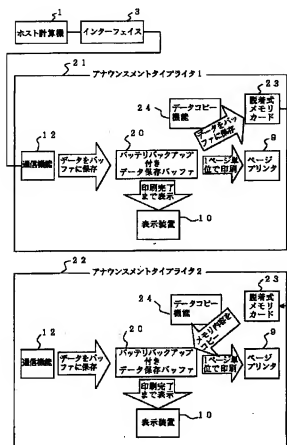 1
3
ホスト計算機
インターフェイス
21
アナウンスメントタイプライタ1
23
24
データコピー
機能
脱着式
メモリ
カード
データをバッ
ファに保存
12
20
9
通信機能
データをバッ
ファに保存
バッテリバックアップ
付き
データ保存バッファ
1ページ単
位で印刷
ページ
プリンタ
印刷完了
まで表示
10
表示装置
22
アナウンスメントタイプライタ2
23
24
データコピー
機能
脱着式
メモリ
カード
メモリ内容を
コピー
12
20
9
通信機能
データをバッ
ファに保存
バッテリバックアップ
付き
データ保存バッファ
1ページ単
位で印刷
ページ
プリンタ
印刷完了
まで表示
10
表示装置